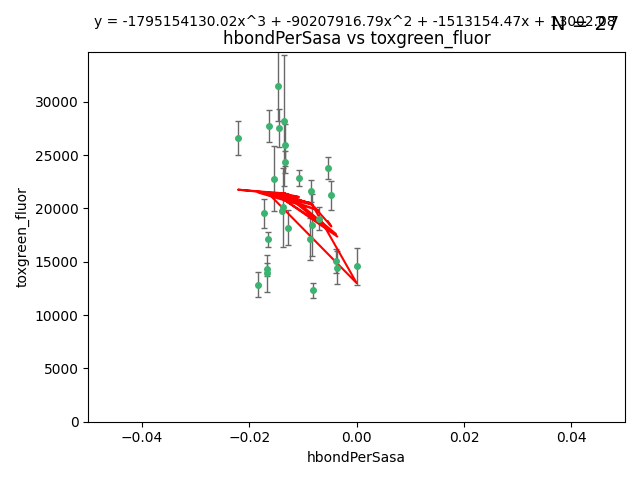 y = -1795154130.02x^3 + -90207916.79x^2 + -1513154.47x + 13002.08
N = 27
hbondPerSasa vs toxgreen_fluor
30000
25000
20000
15000
10000
5000
0
toxgreen_fluor
-0.04
-0.02
0.00
0.02
0.04
hbondPerSasa